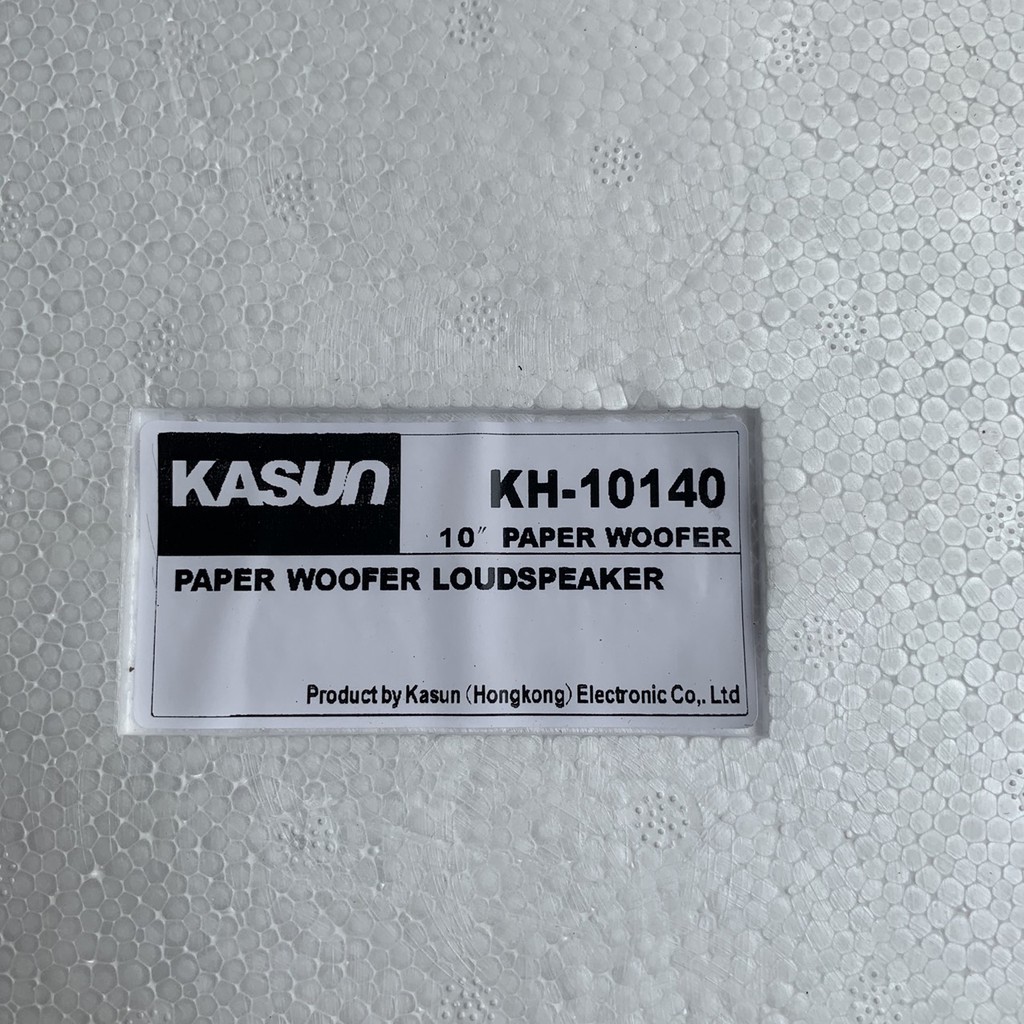 KASUN
KH-10140
10" PAPER WOOFER
PAPER WOOFER LOUDSPEAKER
Product by Kasun (Hongkong) Electronic Co,. Ltd